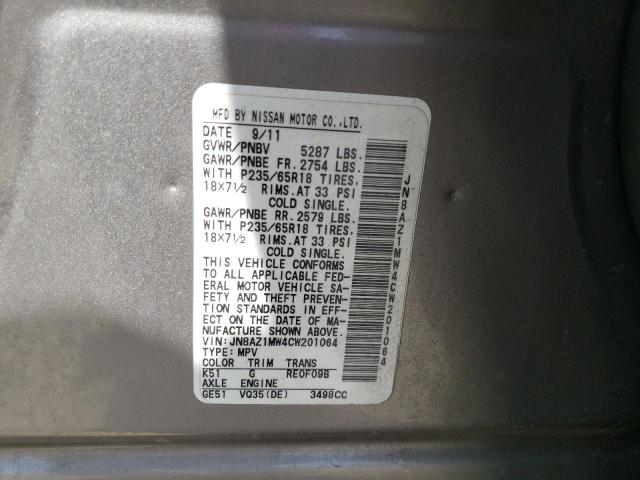 MFD BY NISSAN MOTOR CO.,LTD.
DATE 9/11
GVWR/PNBV 5287 LBS.
GAWR/PNBE FR. 2754 LBS.
WITH P235/65R18 TIRES,
18×7½ RIMS.AT 33 PSI
COLD SINGLE.
GAWR/PNBE RR. 2579 LBS.
WITH P235/65R18 TIRES,
18×7½ RIMS.AT 33 PSI
COLD SINGLE.
THIS VEHICLE CONFORMS
TO ALL APPLICABLE FED-
ERAL MOTOR VEHICLE SA-
FETY AND THEFT PREVEN-
TION STANDARDS IN EFF-
ECT ON THE DATE OF MA-
NUFACTURE SHOWN ABOVE.
VIN: JN8AZ1MW4CW201064
TYPE: MPV
COLOR TRIM TRANS
K51 G RE0F09B
AXLE ENGINE
GE51 VQ35(DE) 3498CC
JN8AZ1MW4CW201064